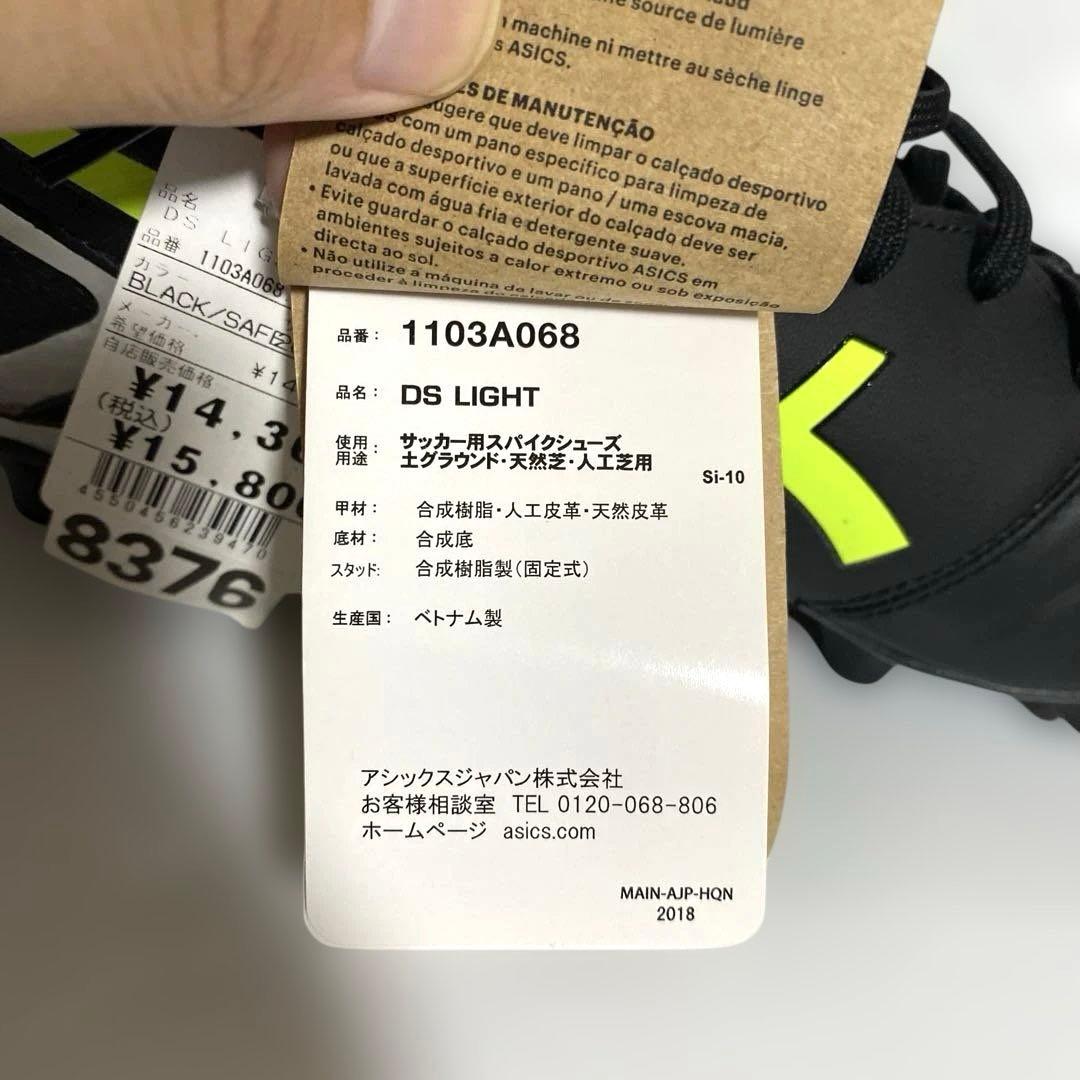 source de lumière
machine ni mettre au sèche linge
s ASICS.
DE MANUTENÇÃO
sugere que deve limpar o calçado desportivo
com um pano específico para limpeza de
calçado desportivo e um pano / uma escova macia,
ou que a superfície exterior do calçado deve ser
lavada com água fria e detergente suave.
• Evite guardar o calçado desportivo ASICS em
ambientes sujeitos a calor extremo ou sob exposição
directa ao sol.
• Não utilize a máquina de lavar ou de
proceder à limpeza do
品名
DS LIG
品番 1103A068
カラー
BLACK/SAFE
メーカー
希望価格 ¥14
自店販売価格
¥14,3
(税込)
¥15,80
4550456239470
8376
品番: 1103A068
品名: DS LIGHT
使用用途: サッカー用スパイクシューズ
土グラウンド・天然芝・人工芝用
Si-10
甲材: 合成樹脂・人工皮革・天然皮革
底材: 合成底
スタッド: 合成樹脂製(固定式)
生産国: ベトナム製
アシックスジャパン株式会社
お客様相談室 TEL 0120-068-806
ホームページ asics.com
MAIN-AJP-HQN
2018